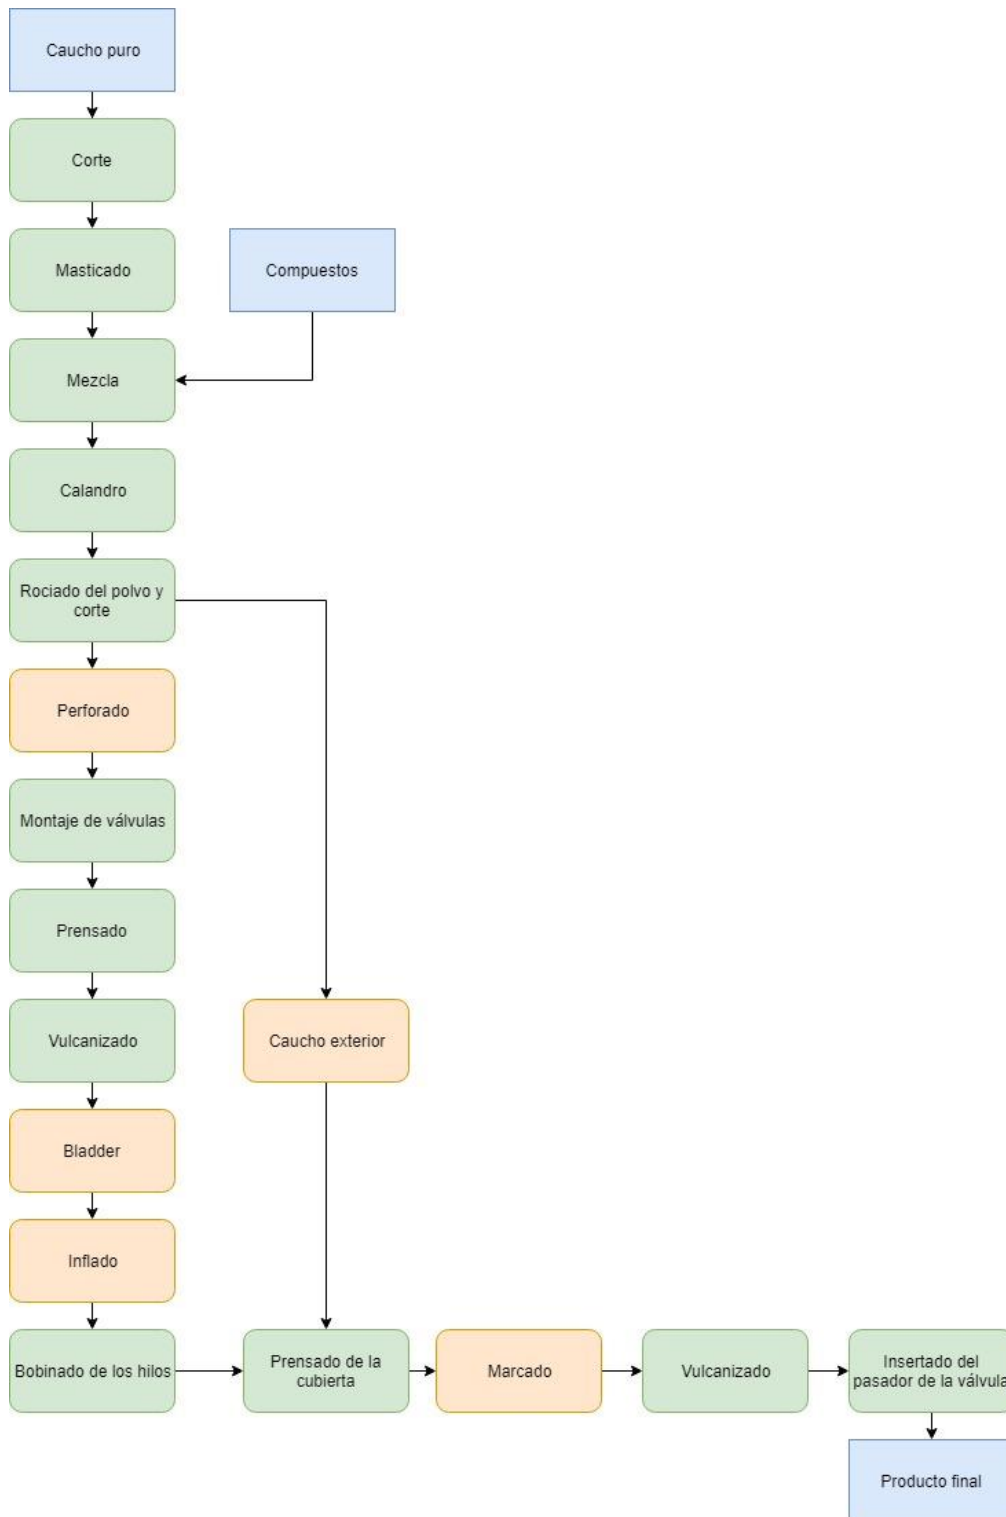 Caucho puro
Corte
Masticado
Compuestos
Mezcla
Calandro
Rociado del polvo y
corte
Perforado
Montaje de válvulas
Prensado
Vulcanizado
Caucho exterior
Bladder
Inflado
Bobinado de los hilos
Prensado de la
cubierta
Marcado
Vulcanizado
Insertado del
pasador de la válvula
Producto final